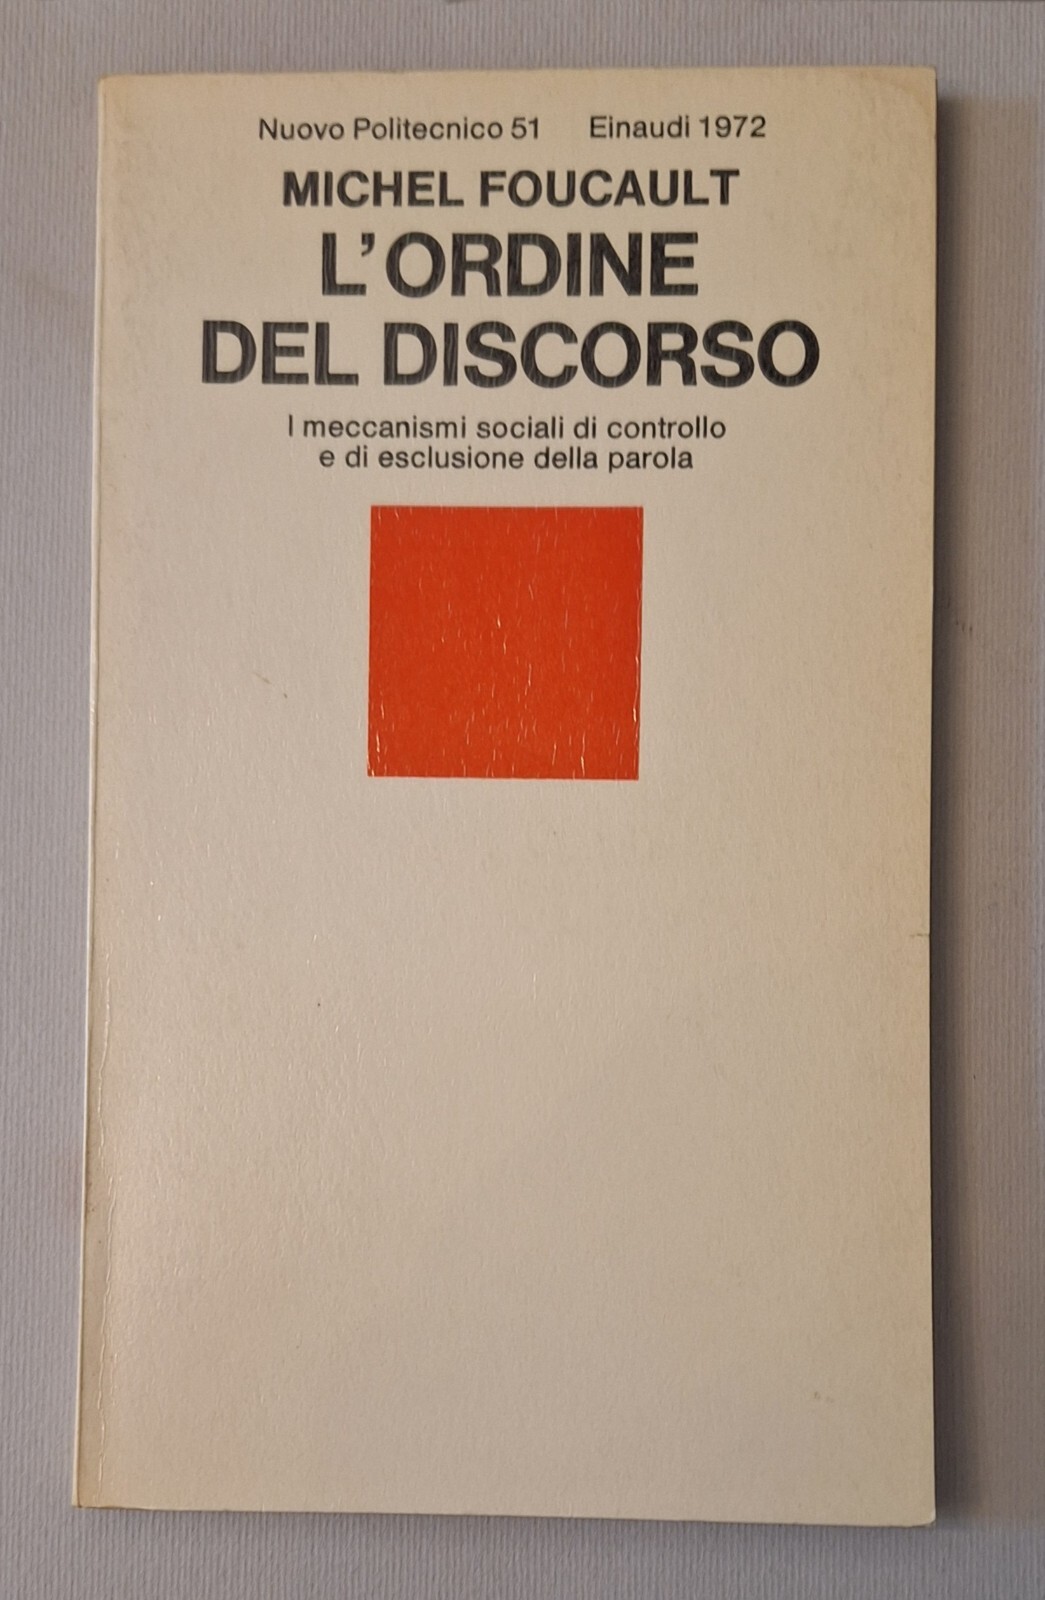 Nuovo Politecnico 51 Einaudi 1972
MICHEL FOUCAULT
L'ORDINE
DEL DISCORSO
I meccanismi sociali di controllo
e di esclusione della parola